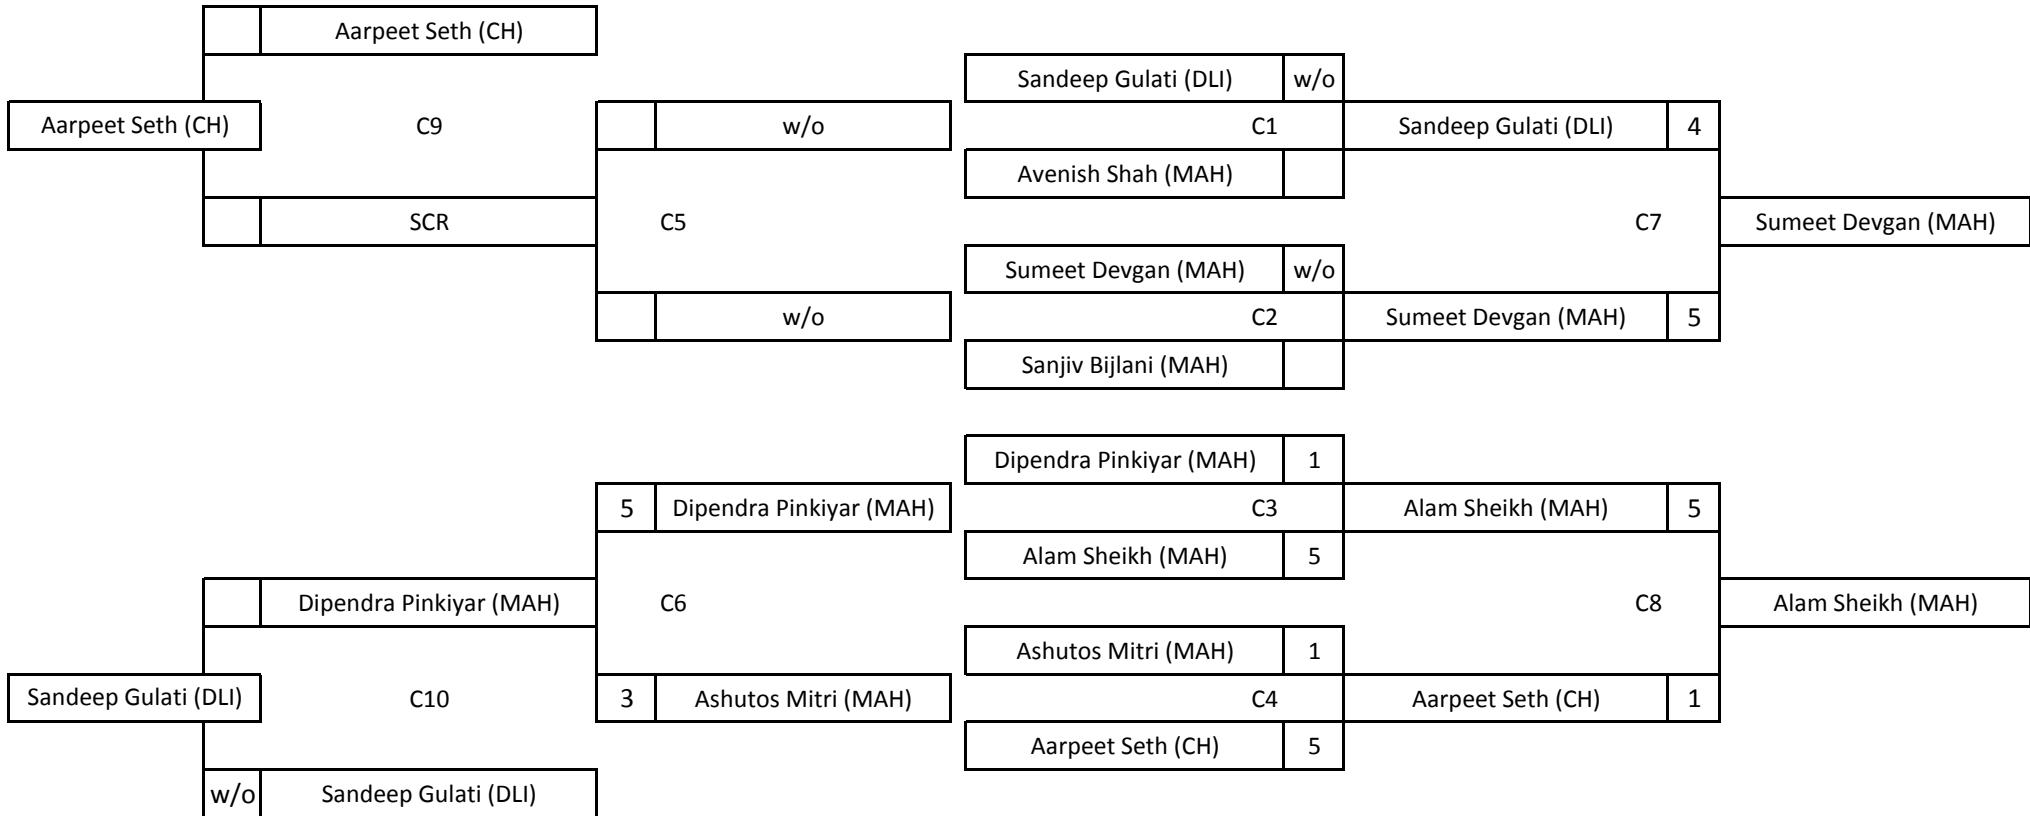 Aarpeet Seth (CH)
Sandeep Gulati (DLI) w/o
Aarpeet Seth (CH) C9 w/o C1 Sandeep Gulati (DLI) 4
Avenish Shah (MAH)
SCR C5 C7 Sumeet Devgan (MAH)
Sumeet Devgan (MAH) w/o
w/o C2 Sumeet Devgan (MAH) 5
Sanjiv Bijlani (MAH)
Dipendra Pinkiyar (MAH) 1
5 Dipendra Pinkiyar (MAH) C3 Alam Sheikh (MAH) 5
Alam Sheikh (MAH) 5
Dipendra Pinkiyar (MAH) C6 C8 Alam Sheikh (MAH)
Ashutos Mitri (MAH) 1
Sandeep Gulati (DLI) C10 3 Ashutos Mitri (MAH) C4 Aarpeet Seth (CH) 1
Aarpeet Seth (CH) 5
w/o Sandeep Gulati (DLI)